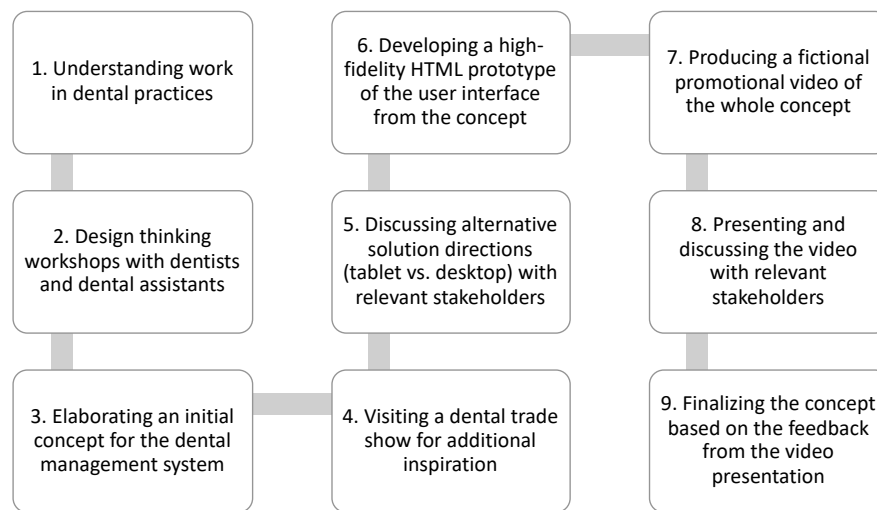 1. Understanding work
in dental practices
2. Design thinking
workshops with dentists
and dental assistants
3. Elaborating an initial
concept for the dental
management system
4. Visiting a dental trade
show for additional
inspiration
5. Discussing alternative
solution directions
(tablet vs. desktop) with
relevant stakeholders
6. Developing a high-
fidelity HTML prototype
of the user interface
from the concept
7. Producing a fictional
promotional video of
the whole concept
8. Presenting and
discussing the video
with relevant
stakeholders
9. Finalizing the concept
based on the feedback
from the video
presentation